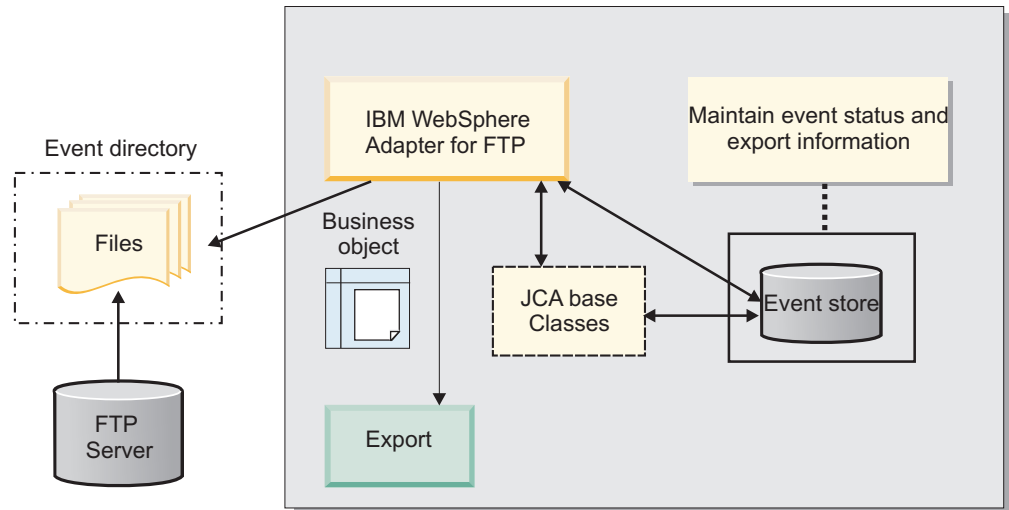 Event directory
Files
FTP
Server
IBM WebSphere
Adapter for FTP
Business
object
Export
JCA base
Classes
Maintain event status and
export information
Event store